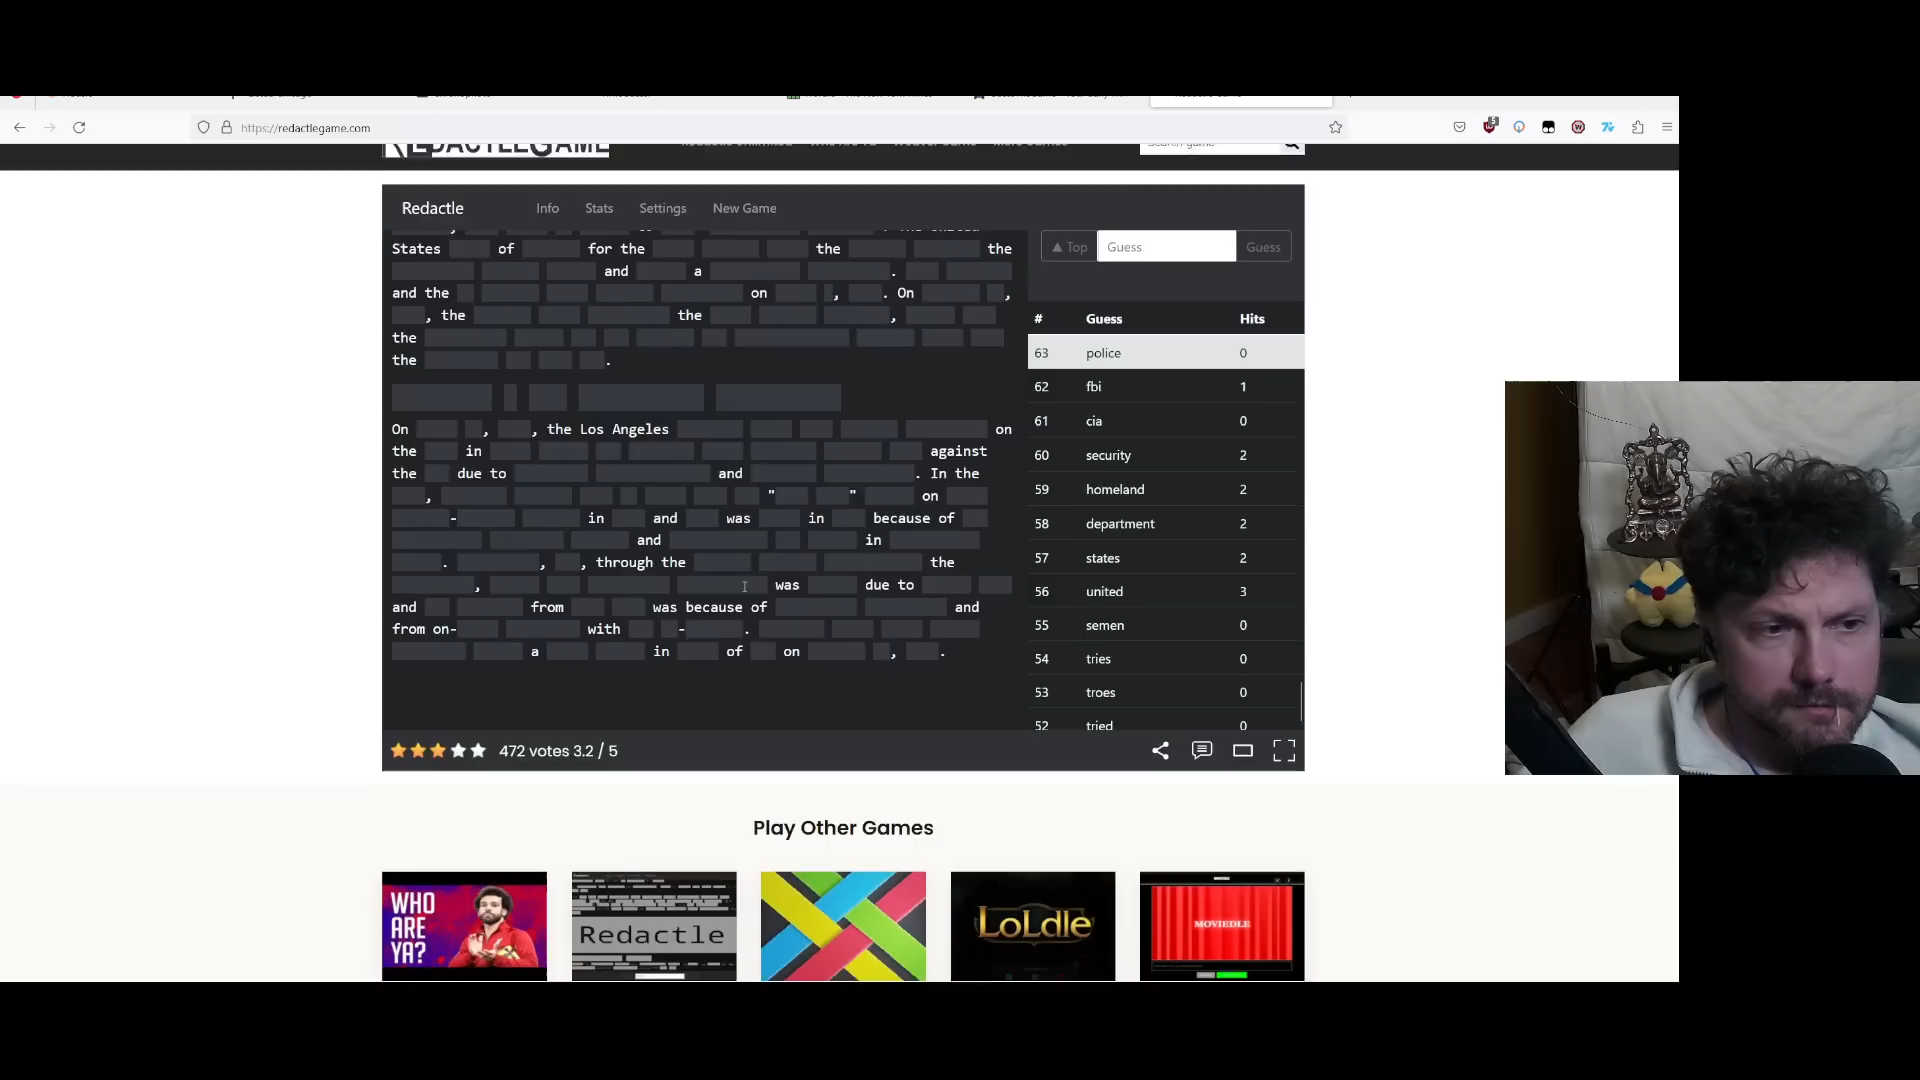 https://redactlegame.com
REDACTLEGAME
Redactle
Info
Stats
Settings
New Game
Top
Guess
Guess
States of for the the the
and a .
and the on , . On ,
, the the ,
the
the .
# Guess Hits
63 police 0
62 fbi 1
61 cia 0
60 security 2
59 homeland 2
58 department 2
57 states 2
56 united 3
55 semen 0
54 tries 0
53 troes 0
52 tried 0
On , , the Los Angeles on
the in against
the due to and . In the
, " " on
- in and was in because of
and in
. , , through the the
, was due to
and from was because of and
from on- with - .
a in of on , .
472 votes 3.2 / 5
Play Other Games
WHO
ARE
YA?
Redactle
LoLdle
MOVIEDLE